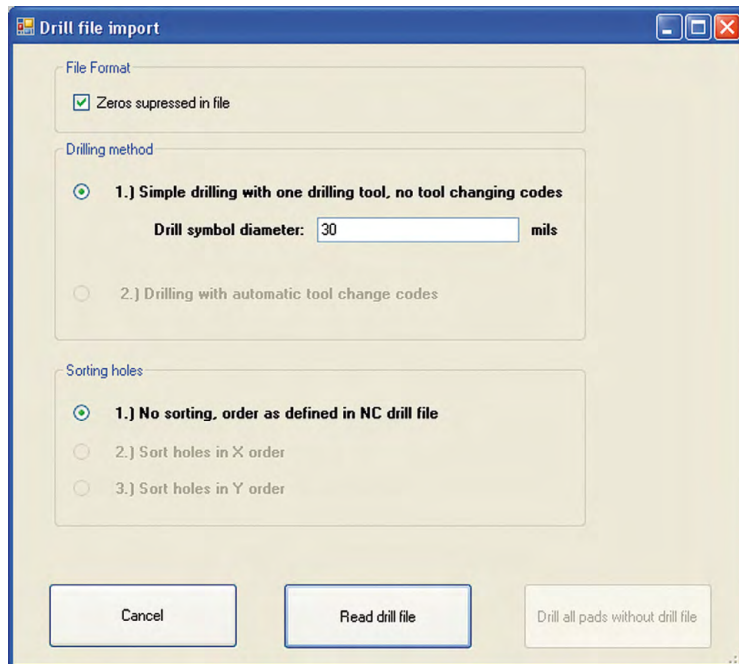 Drill file import
File Format
Zeros supressed in file
Drilling method
1.) Simple drilling with one drilling tool, no tool changing codes
Drill symbol diameter: 30 mils
2.) Drilling with automatic tool change codes
Sorting holes
1.) No sorting, order as defined in NC drill file
2.) Sort holes in X order
3.) Sort holes in Y order
Cancel Read drill file Drill all pads without drill file